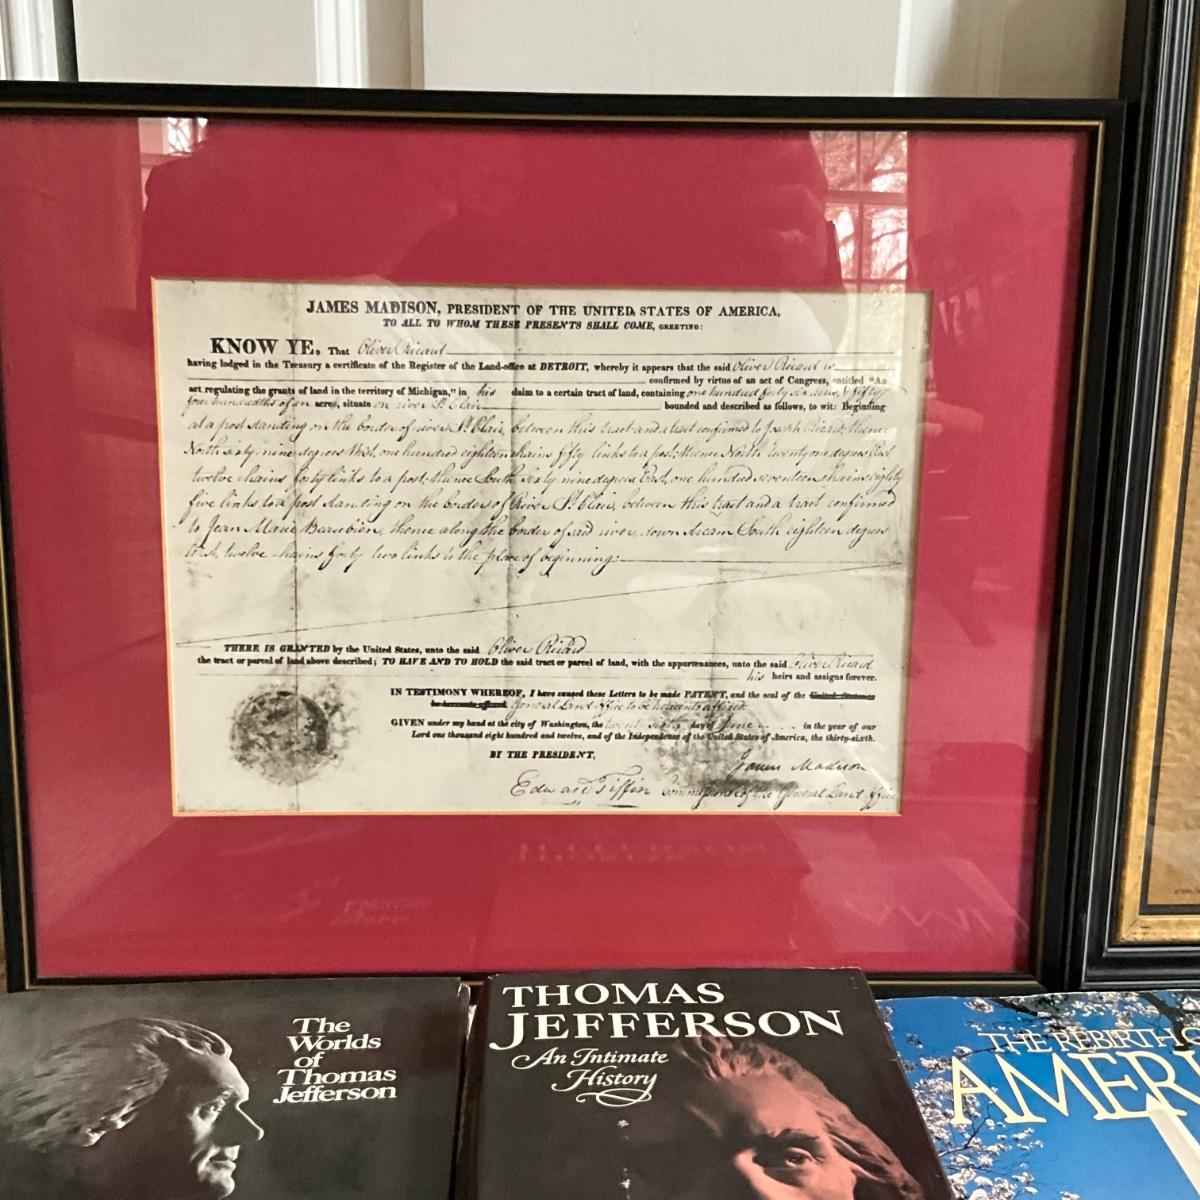 JAMES MADISON, PRESIDENT OF THE UNITED STATES OF AMERICA,
TO ALL TO WHOM THESE PRESENTS SHALL COME, GREETING:
KNOW YE, That Oliver Ricard
having lodged in the Treasury a certificate of the Register of the Land-office at DETROIT, whereby it appears that the said Oliver Ricard is
confirmed by virtue of an act of Congress, entitled "An
act regulating the grants of land in the territory of Michigan," in his claim to a certain tract of land, containing one hundred forty six acres, & fifty
four hundredths of an acres, situate on river St. Clair bounded and described as follows, to wit: Beginning
at a post standing on the border of river St. Clair, between this tract and a tract confirmed to Joseph Ricard; thence
North sixty nine degrees West, one hundred eighteen chains fifty links to a post; thence North twenty one degrees East
twelve chains forty links to a post; thence South sixty nine degrees East, one hundred seventeen chains eighty
five links to a post standing on the borders of River St. Clair, between this tract and a tract confirmed
to Jean Marie Beaubien, thence along the border of said river, down stream South eighteen degrees
West, twelve chains forty two links to the place of beginning:
THERE IS GRANTED by the United States, unto the said Oliver Ricard
the tract or parcel of land above described; TO HAVE AND TO HOLD the said tract or parcel of land, with the appurtenances, unto the said Oliver Ricard
his heirs and assigns forever.
IN TESTIMONY WHEREOF, I have caused these Letters to be made PATENT, and the seal of the United States to
be hereunto affixed. General Land Office to be hereunto affixed.
GIVEN under my hand at the city of Washington, the twenty sixth day of June in the year of our
Lord one thousand eight hundred and twelve, and of the Independence of the United States of America, the thirty-sixth.
BY THE PRESIDENT,
James Madison
Edward Tiffin Commissioner of the General Land Office
The
Worlds
of
Thomas
Jefferson
THOMAS
JEFFERSON
An Intimate
History
THE REBIRTH
AMER